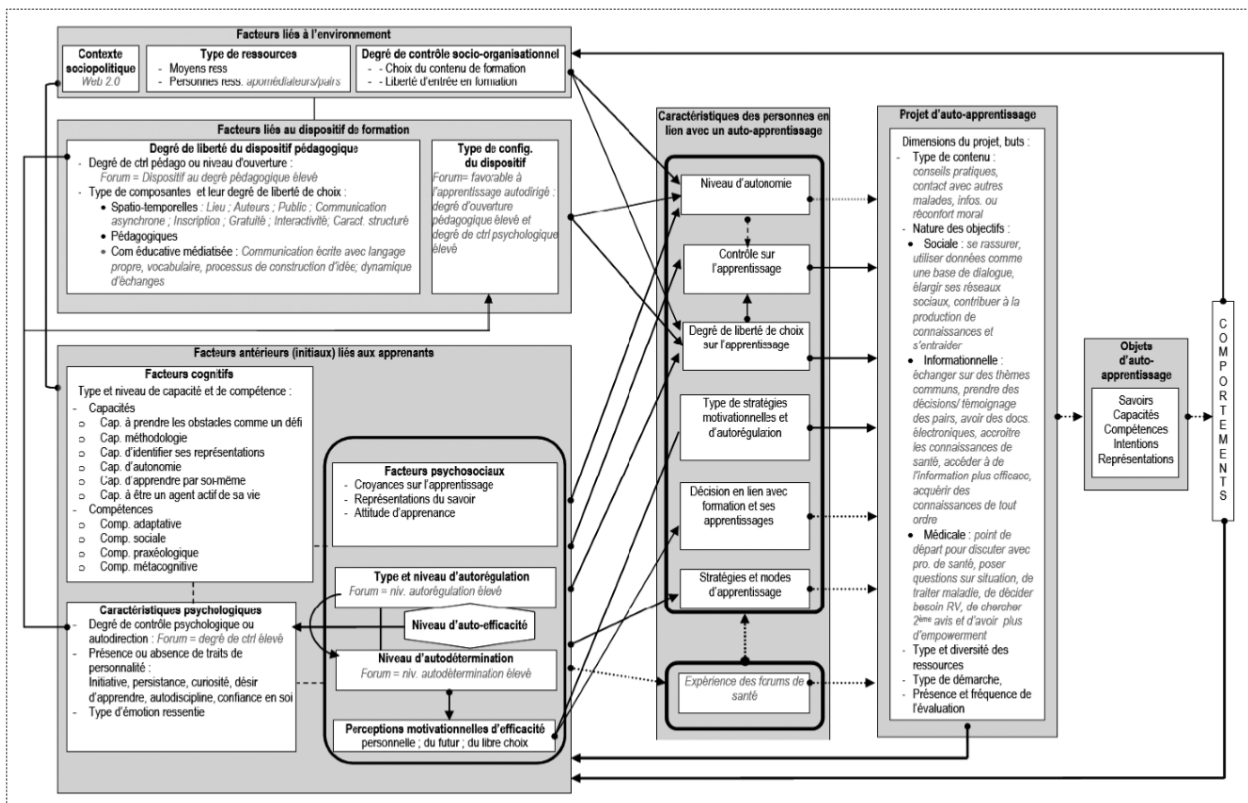 Facteurs liés à l'environnement
Contexte
sociopolitique
Web 2.0
Type de ressources
- Moyens ress
- Personnes ress. apomédiateurs/pairs
Degré de contrôle socio-organisationnel
- - Choix du contenu de formation
- - Liberté d'entrée en formation
Facteurs liés au dispositif de formation
Degré de liberté du dispositif pédagogique
- Degré de ctrl pédago ou niveau d'ouverture :
Forum = Dispositif au degré pédagogique élevé
- Type de composantes et leur degré de liberté de choix :
• Spatio-temporelles : Lieu ; Auteurs ; Public ; Communication
asynchrone ; Inscription ; Gratuité ; Interactivité; Caract. structuré
• Pédagogiques
• Com éducative médiatisée: Communication écrite avec langage
propre, vocabulaire, processus de construction d'idée; dynamique
d'échanges
Type de config.
du dispositif
Forum= favorable à
l'apprentissage autodirigé :
degré d'ouverture
pédagogique élevé et
degré de ctrl psychologique
élevé
Facteurs antérieurs (initiaux) liés aux apprenants
Facteurs cognitifs
Type et niveau de capacité et de compétence :
- Capacités
o Cap. à prendre les obstacles comme un défi
o Cap. méthodologie
o Cap. d'identifier ses représentations
o Cap. d'autonomie
o Cap. d'apprendre par soi-même
o Cap. à être un agent actif de sa vie
- Compétences
o Comp. adaptative
o Comp. sociale
o Comp. praxéologique
o Comp. métacognitive
Caractéristiques psychologiques
- Degré de contrôle psychologique ou
autodirection : Forum = degré de ctrl élevé
- Présence ou absence de traits de
personnalité :
Initiative, persistance, curiosité, désir
d'apprendre, autodiscipline, confiance en soi
- Type d'émotion ressentie
Facteurs psychosociaux
- Croyances sur l'apprentissage
- Représentations du savoir
- Attitude d'apprenance
Type et niveau d'autorégulation
Forum = niv. autorégulation élevé
Niveau d'auto-efficacité
Niveau d'autodétermination
Forum = niv. autodétermination élevé
Perceptions motivationnelles d'efficacité
personnelle ; du futur ; du libre choix
Caractéristiques des personnes en
lien avec un auto-apprentissage
Niveau d'autonomie
Contrôle sur
l'apprentissage
Degré de liberté de choix
sur l'apprentissage
Type de stratégies
motivationnelles et
d'autorégulation
Décision en lien avec
formation et ses
apprentissages
Stratégies et modes
d'apprentissage
Expérience des forums de
santé
Projet d'auto-apprentissage
Dimensions du projet, buts :
- Type de contenu :
conseils pratiques,
contact avec autres
malades, infos. ou
réconfort moral
- Nature des objectifs :
• Sociale : se rassurer,
utiliser données comme
une base de dialogue,
élargir ses réseaux
sociaux, contribuer à la
production de
connaissances et
s'entraider
• Informationnelle :
échanger sur des thèmes
communs, prendre des
décisions/ témoignage
des pairs, avoir des docs.
électroniques, accroître
les connaissances de
santé, accéder à de
l'information plus efficacc,
acquérir des
connaissances de tout
ordre
• Médicale : point de
départ pour discuter avec
pro. de santé, poser
questions sur situation, de
traiter maladie, de décider
besoin RV, de chercher
2ème avis et d'avoir plus
d'empowerment
- Type et diversité des
ressources
- Type de démarche,
- Présence et fréquence de
l'évaluation
Objets
d'auto-
apprentissage
Savoirs
Capacités
Compétences
Intentions
Représentations
COMPORTEMENTS